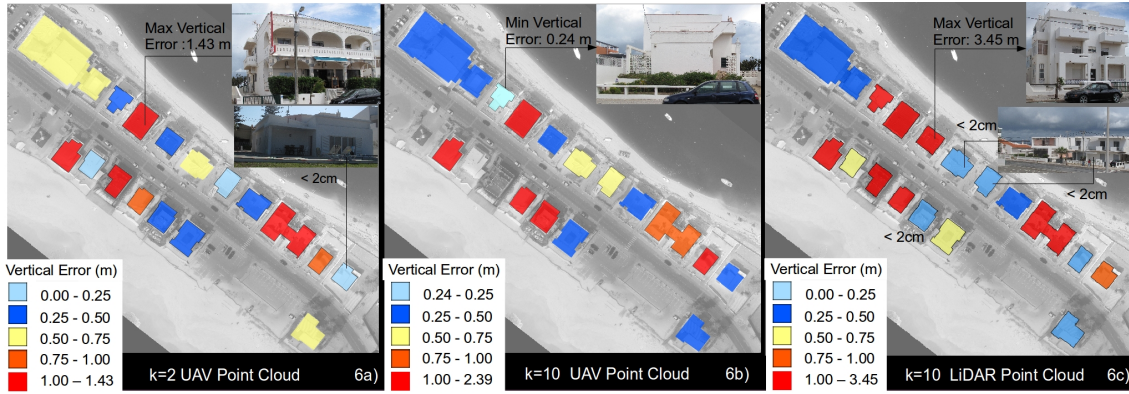 Max Vertical
Error :1.43 m
< 2cm
Vertical Error (m)
0.00 - 0.25
0.25 - 0.50
0.50 - 0.75
0.75 - 1.00
1.00 – 1.43
k=2 UAV Point Cloud 6a)
Min Vertical
Error: 0.24 m
Vertical Error (m)
0.24 - 0.25
0.25 - 0.50
0.50 - 0.75
0.75 - 1.00
1.00 - 2.39
k=10 UAV Point Cloud 6b)
Max Vertical
Error: 3.45 m
< 2cm
< 2cm
< 2cm
Vertical Error (m)
0.00 - 0.25
0.25 - 0.50
0.50 - 0.75
0.75 - 1.00
1.00 - 3.45
k=10 LiDAR Point Cloud 6c)